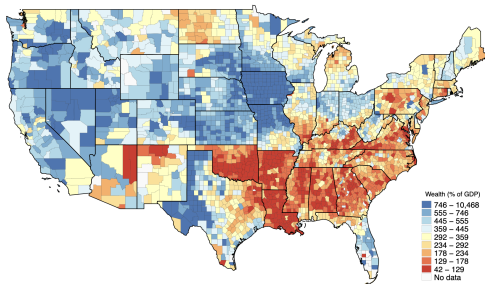 Wealth (% of GDP)
746 – 10,468
555 – 746
445 – 555
359 – 445
292 – 359
234 – 292
178 – 234
129 – 178
42 – 129
No data